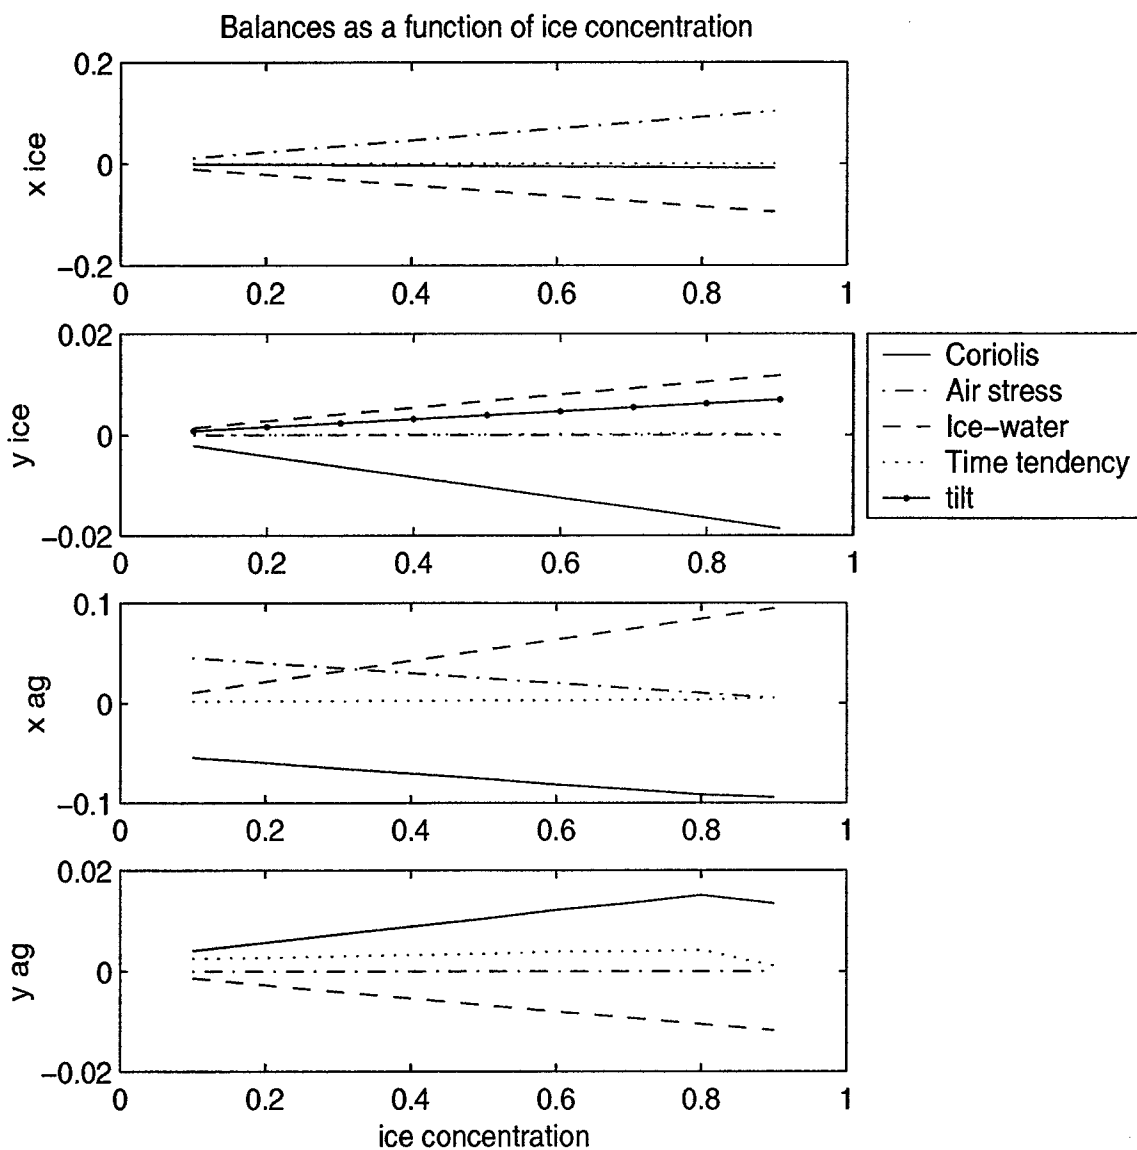 Balances as a function of ice concentration
0.2
0
−0.2
x ice
0 0.2 0.4 0.6 0.8 1
0.02
0
−0.02
y ice
0 0.2 0.4 0.6 0.8 1
Coriolis
Air stress
Ice−water
Time tendency
tilt
0.1
0
−0.1
x ag
0 0.2 0.4 0.6 0.8 1
0.02
0
−0.02
y ag
0 0.2 0.4 0.6 0.8 1
ice concentration